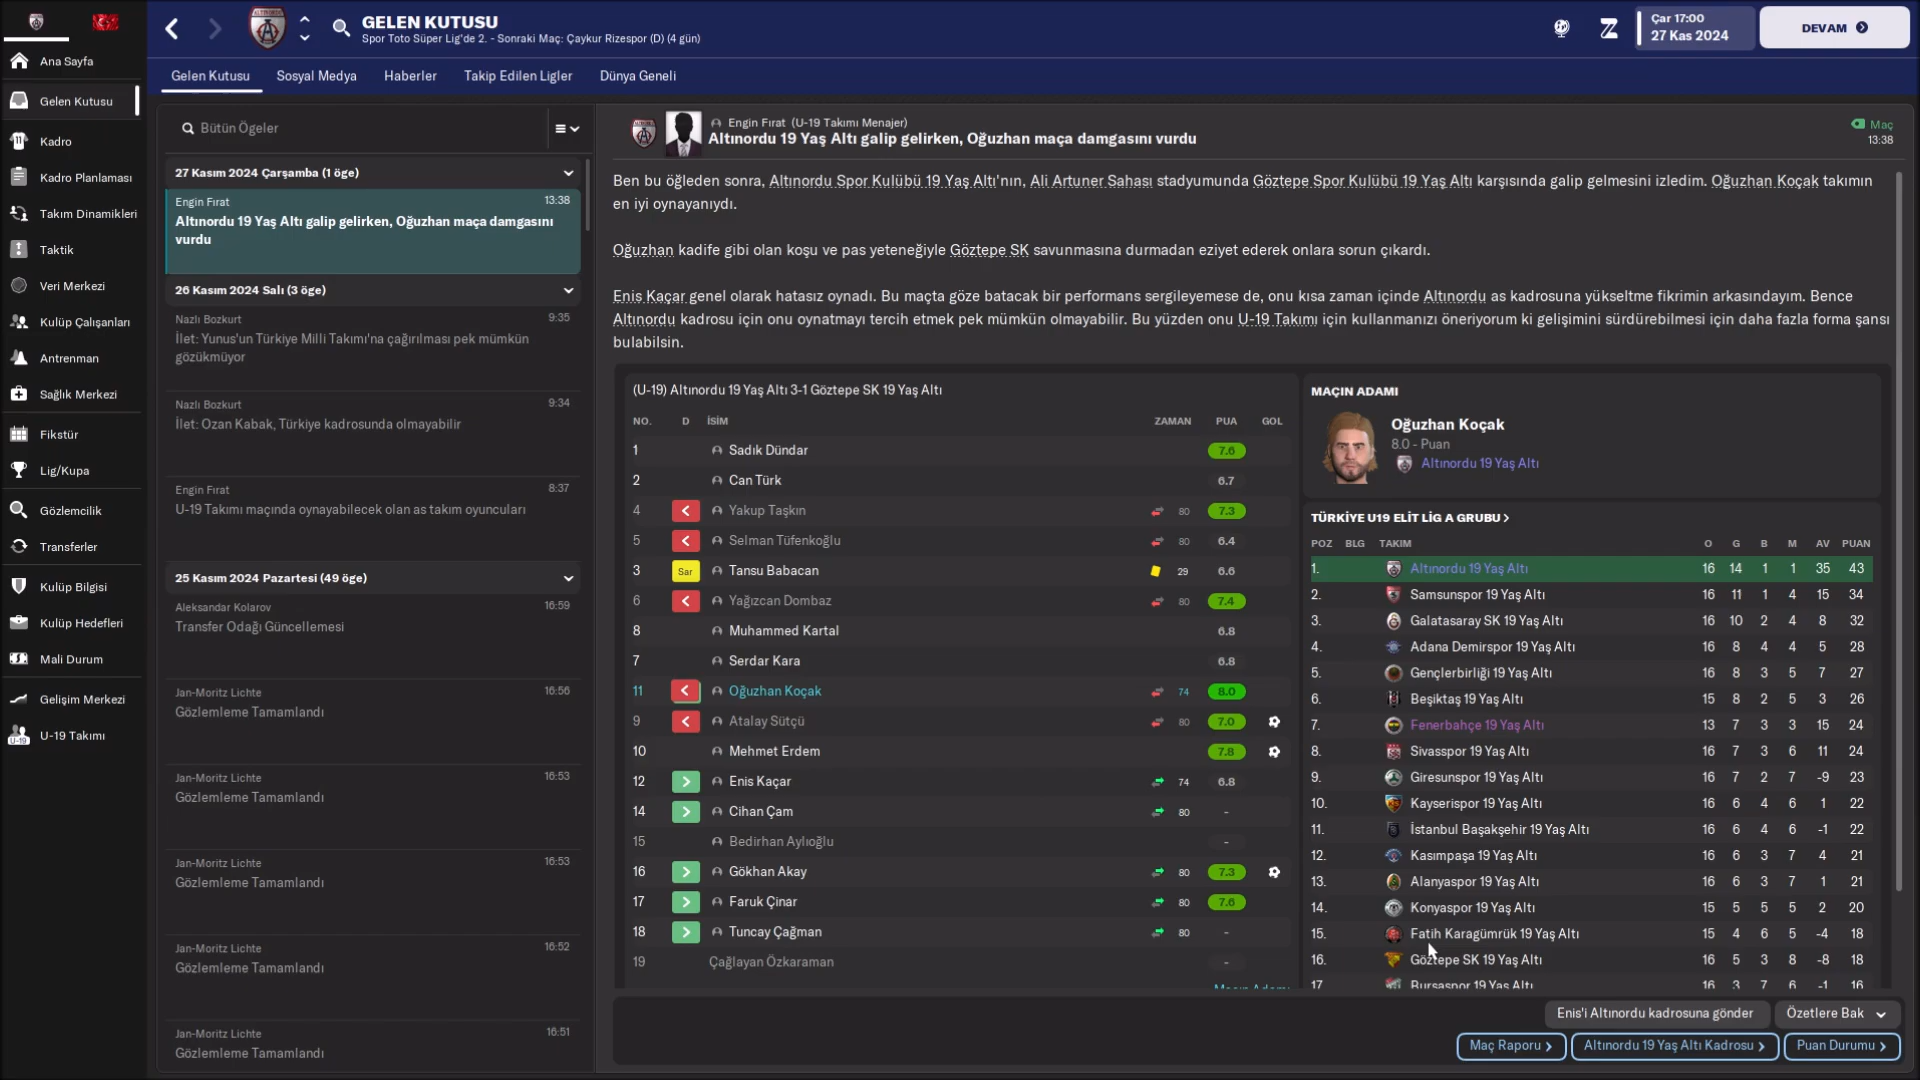 GELEN KUTUSU
Spor Toto Süper Lig'de 2. - Sonraki Maç: Çaykur Rizespor (D) (4 gün)
Çar 17:00
27 Kas 2024
DEVAM
Ana Sayfa
Gelen Kutusu
Kadro
Kadro Planlaması
Takım Dinamikleri
Taktik
Veri Merkezi
Kulüp Çalışanları
Antrenman
Sağlık Merkezi
Fikstür
Lig/Kupa
Gözlemcilik
Transferler
Kulüp Bilgisi
Kulüp Hedefleri
Mali Durum
Gelişim Merkezi
U-19 Takımı
Gelen Kutusu Sosyal Medya Haberler Takip Edilen Ligler Dünya Geneli
Bütün Ögeler
27 Kasım 2024 Çarşamba (1 öge)
Engin Fırat 13:38
Altınordu 19 Yaş Altı galip gelirken, Oğuzhan maça damgasını
vurdu
26 Kasım 2024 Salı (3 öge)
Nazlı Bozkurt 9:35
İlet: Yunus'un Türkiye Milli Takımı'na çağırılması pek mümkün
gözükmüyor
Nazlı Bozkurt 9:34
İlet: Ozan Kabak, Türkiye kadrosunda olmayabilir
Engin Fırat 8:37
U-19 Takımı maçında oynayabilecek olan as takım oyuncuları
25 Kasım 2024 Pazartesi (49 öge)
Aleksandar Kolarov 16:59
Transfer Odağı Güncellemesi
Jan-Moritz Lichte 16:56
Gözlemleme Tamamlandı
Jan-Moritz Lichte 16:53
Gözlemleme Tamamlandı
Jan-Moritz Lichte 16:53
Gözlemleme Tamamlandı
Jan-Moritz Lichte 16:52
Gözlemleme Tamamlandı
Jan-Moritz Lichte 16:51
Gözlemleme Tamamlandı
Engin Fırat (U-19 Takımı Menajer)
Altınordu 19 Yaş Altı galip gelirken, Oğuzhan maça damgasını vurdu
Maç
13:38
Ben bu öğleden sonra, Altınordu Spor Kulübü 19 Yaş Altı'nın, Ali Artuner Sahası stadyumunda Göztepe Spor Kulübü 19 Yaş Altı karşısında galip gelmesini izledim. Oğuzhan Koçak takımın
en iyi oynayanıydı.
Oğuzhan kadife gibi olan koşu ve pas yeteneğiyle Göztepe SK savunmasına durmadan eziyet ederek onlara sorun çıkardı.
Enis Kaçar genel olarak hatasız oynadı. Bu maçta göze batacak bir performans sergileyemese de, onu kısa zaman içinde Altınordu as kadrosuna yükseltme fikrimin arkasındayım. Bence
Altınordu kadrosu için onu oynatmayı tercih etmek pek mümkün olmayabilir. Bu yüzden onu U-19 Takımı için kullanmanızı öneriyorum ki gelişimini sürdürebilmesi için daha fazla forma şansı
bulabilsin.
(U-19) Altınordu 19 Yaş Altı 3-1 Göztepe SK 19 Yaş Altı
NO. D İSİM ZAMAN PUA GOL
1 Sadık Dündar 7.6
2 Can Türk 6.7
4 Yakup Taşkın 80 7.3
5 Selman Tüfenkoğlu 80 6.4
3 Sar Tansu Babacan 29 6.6
6 Yağızcan Dombaz 80 7.4
8 Muhammed Kartal 6.8
7 Serdar Kara 6.8
11 Oğuzhan Koçak 74 8.0
9 Atalay Sütçü 80 7.0
10 Mehmet Erdem 7.8
12 Enis Kaçar 74 6.8
14 Cihan Çam 80 -
15 Bedirhan Aylıoğlu -
16 Gökhan Akay 80 7.3
17 Faruk Çinar 80 7.6
18 Tuncay Çağman 80 -
19 Çağlayan Özkaraman -
Maçın Adamı
MAÇIN ADAMI
Oğuzhan Koçak
8.0 - Puan
Altınordu 19 Yaş Altı
TÜRKİYE U19 ELİT LİG A GRUBU
POZ BLG TAKIM O G B M AV PUAN
1. Altınordu 19 Yaş Altı 16 14 1 1 35 43
2. Samsunspor 19 Yaş Altı 16 11 1 4 15 34
3. Galatasaray SK 19 Yaş Altı 16 10 2 4 8 32
4. Adana Demirspor 19 Yaş Altı 16 8 4 4 5 28
5. Gençlerbirliği 19 Yaş Altı 16 8 3 5 7 27
6. Beşiktaş 19 Yaş Altı 15 8 2 5 3 26
7. Fenerbahçe 19 Yaş Altı 13 7 3 3 15 24
8. Sivasspor 19 Yaş Altı 16 7 3 6 11 24
9. Giresunspor 19 Yaş Altı 16 7 2 7 -9 23
10. Kayserispor 19 Yaş Altı 16 6 4 6 1 22
11. İstanbul Başakşehir 19 Yaş Altı 16 6 4 6 -1 22
12. Kasımpaşa 19 Yaş Altı 16 6 3 7 4 21
13. Alanyaspor 19 Yaş Altı 16 6 3 7 1 21
14. Konyaspor 19 Yaş Altı 15 5 5 5 2 20
15. Fatih Karagümrük 19 Yaş Altı 15 4 6 5 -4 18
16. Göztepe SK 19 Yaş Altı 16 5 3 8 -8 18
17. Bursaspor 19 Yaş Altı 16 3 7 6 -1 16
Enis'i Altınordu kadrosuna gönder Özetlere Bak
Maç Raporu Altınordu 19 Yaş Altı Kadrosu Puan Durumu